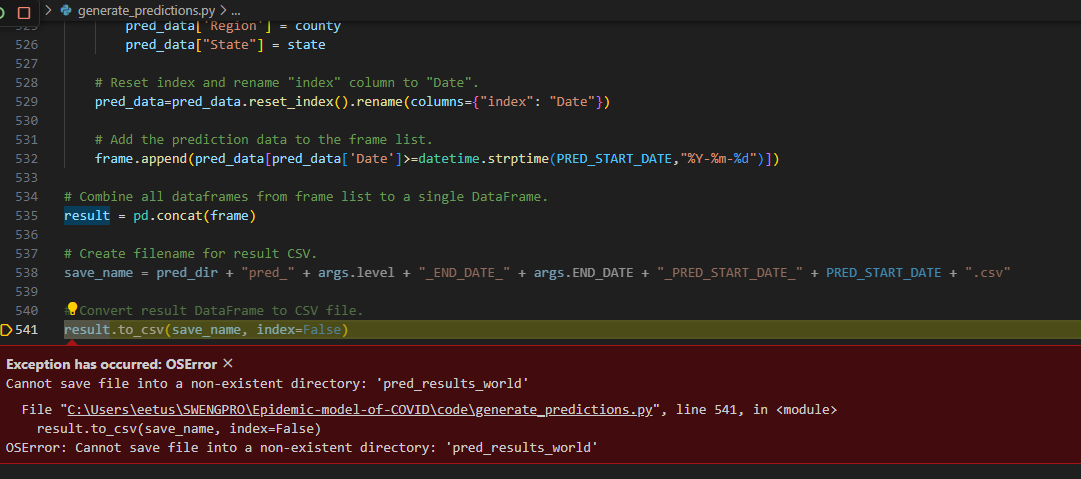 generate_predictions.py > ...
525 pred_data['Region'] = county
526 pred_data["State"] = state
527
528 # Reset index and rename "index" column to "Date".
529 pred_data=pred_data.reset_index().rename(columns={"index": "Date"})
530
531 # Add the prediction data to the frame list.
532 frame.append(pred_data[pred_data['Date']>=datetime.strptime(PRED_START_DATE,"%Y-%m-%d")])
533
534 # Combine all dataframes from frame list to a single DataFrame.
535 result = pd.concat(frame)
536
537 # Create filename for result CSV.
538 save_name = pred_dir + "pred_" + args.level + "_END_DATE_" + args.END_DATE + "_PRED_START_DATE_" + PRED_START_DATE + ".csv"
539
540 # Convert result DataFrame to CSV file.
541 result.to_csv(save_name, index=False)
Exception has occurred: OSError ×
Cannot save file into a non-existent directory: 'pred_results_world'
File "C:\Users\eetus\SWENGPRO\Epidemic-model-of-COVID\code\generate_predictions.py", line 541, in <module>
result.to_csv(save_name, index=False)
OSError: Cannot save file into a non-existent directory: 'pred_results_world'